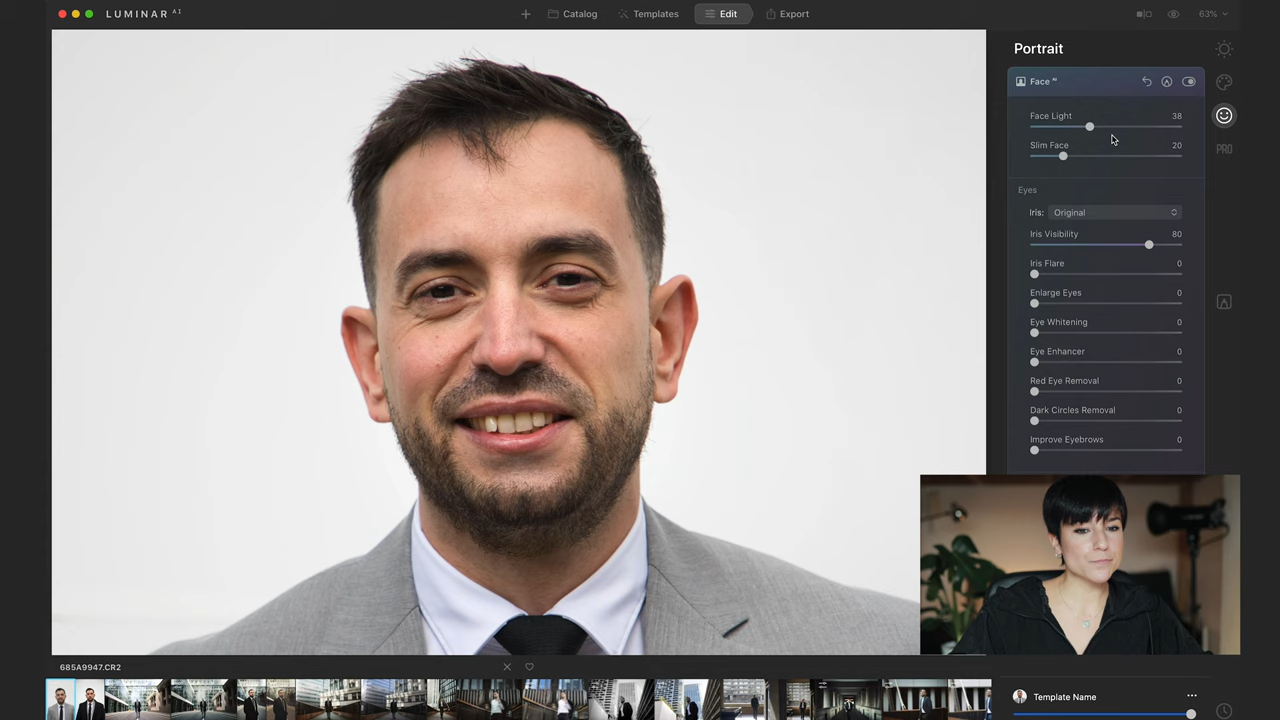 LUMINAR AI
Catalog
Templates
Edit
Export
63%
Portrait
Face AI
Face Light 38
Slim Face 20
PRO
Eyes
Iris: Original
Iris Visibility 80
Iris Flare 0
Enlarge Eyes 0
Eye Whitening 0
Eye Enhancer 0
Red Eye Removal 0
Dark Circles Removal 0
Improve Eyebrows 0
685A9947.CR2
Template Name